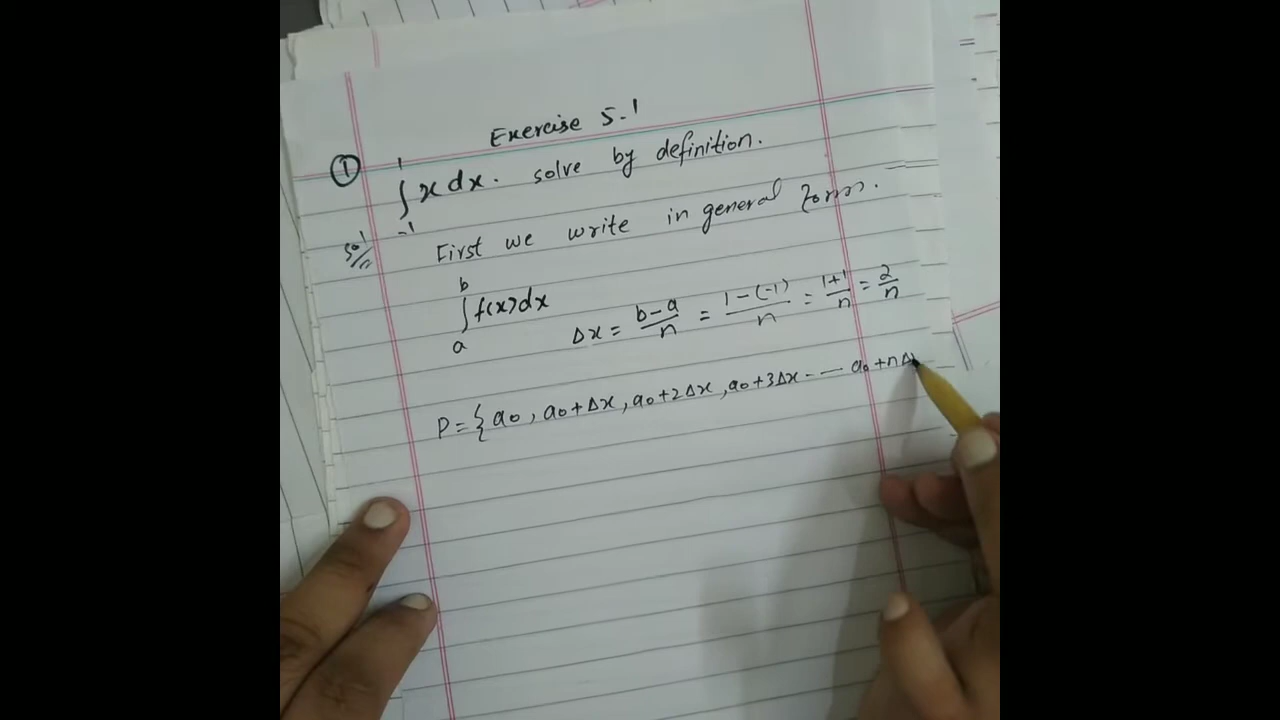 Exercise 5.1
① ∫₋₁¹ x dx. solve by definition.
Sol First we write in general form.
∫ₐᵇ f(x)dx Δx = b-a/n = 1-(-1)/n = 1+1/n = 2/n
P = { a₀, a₀+Δx, a₀+2Δx, a₀+3Δx - — a₀+nΔ